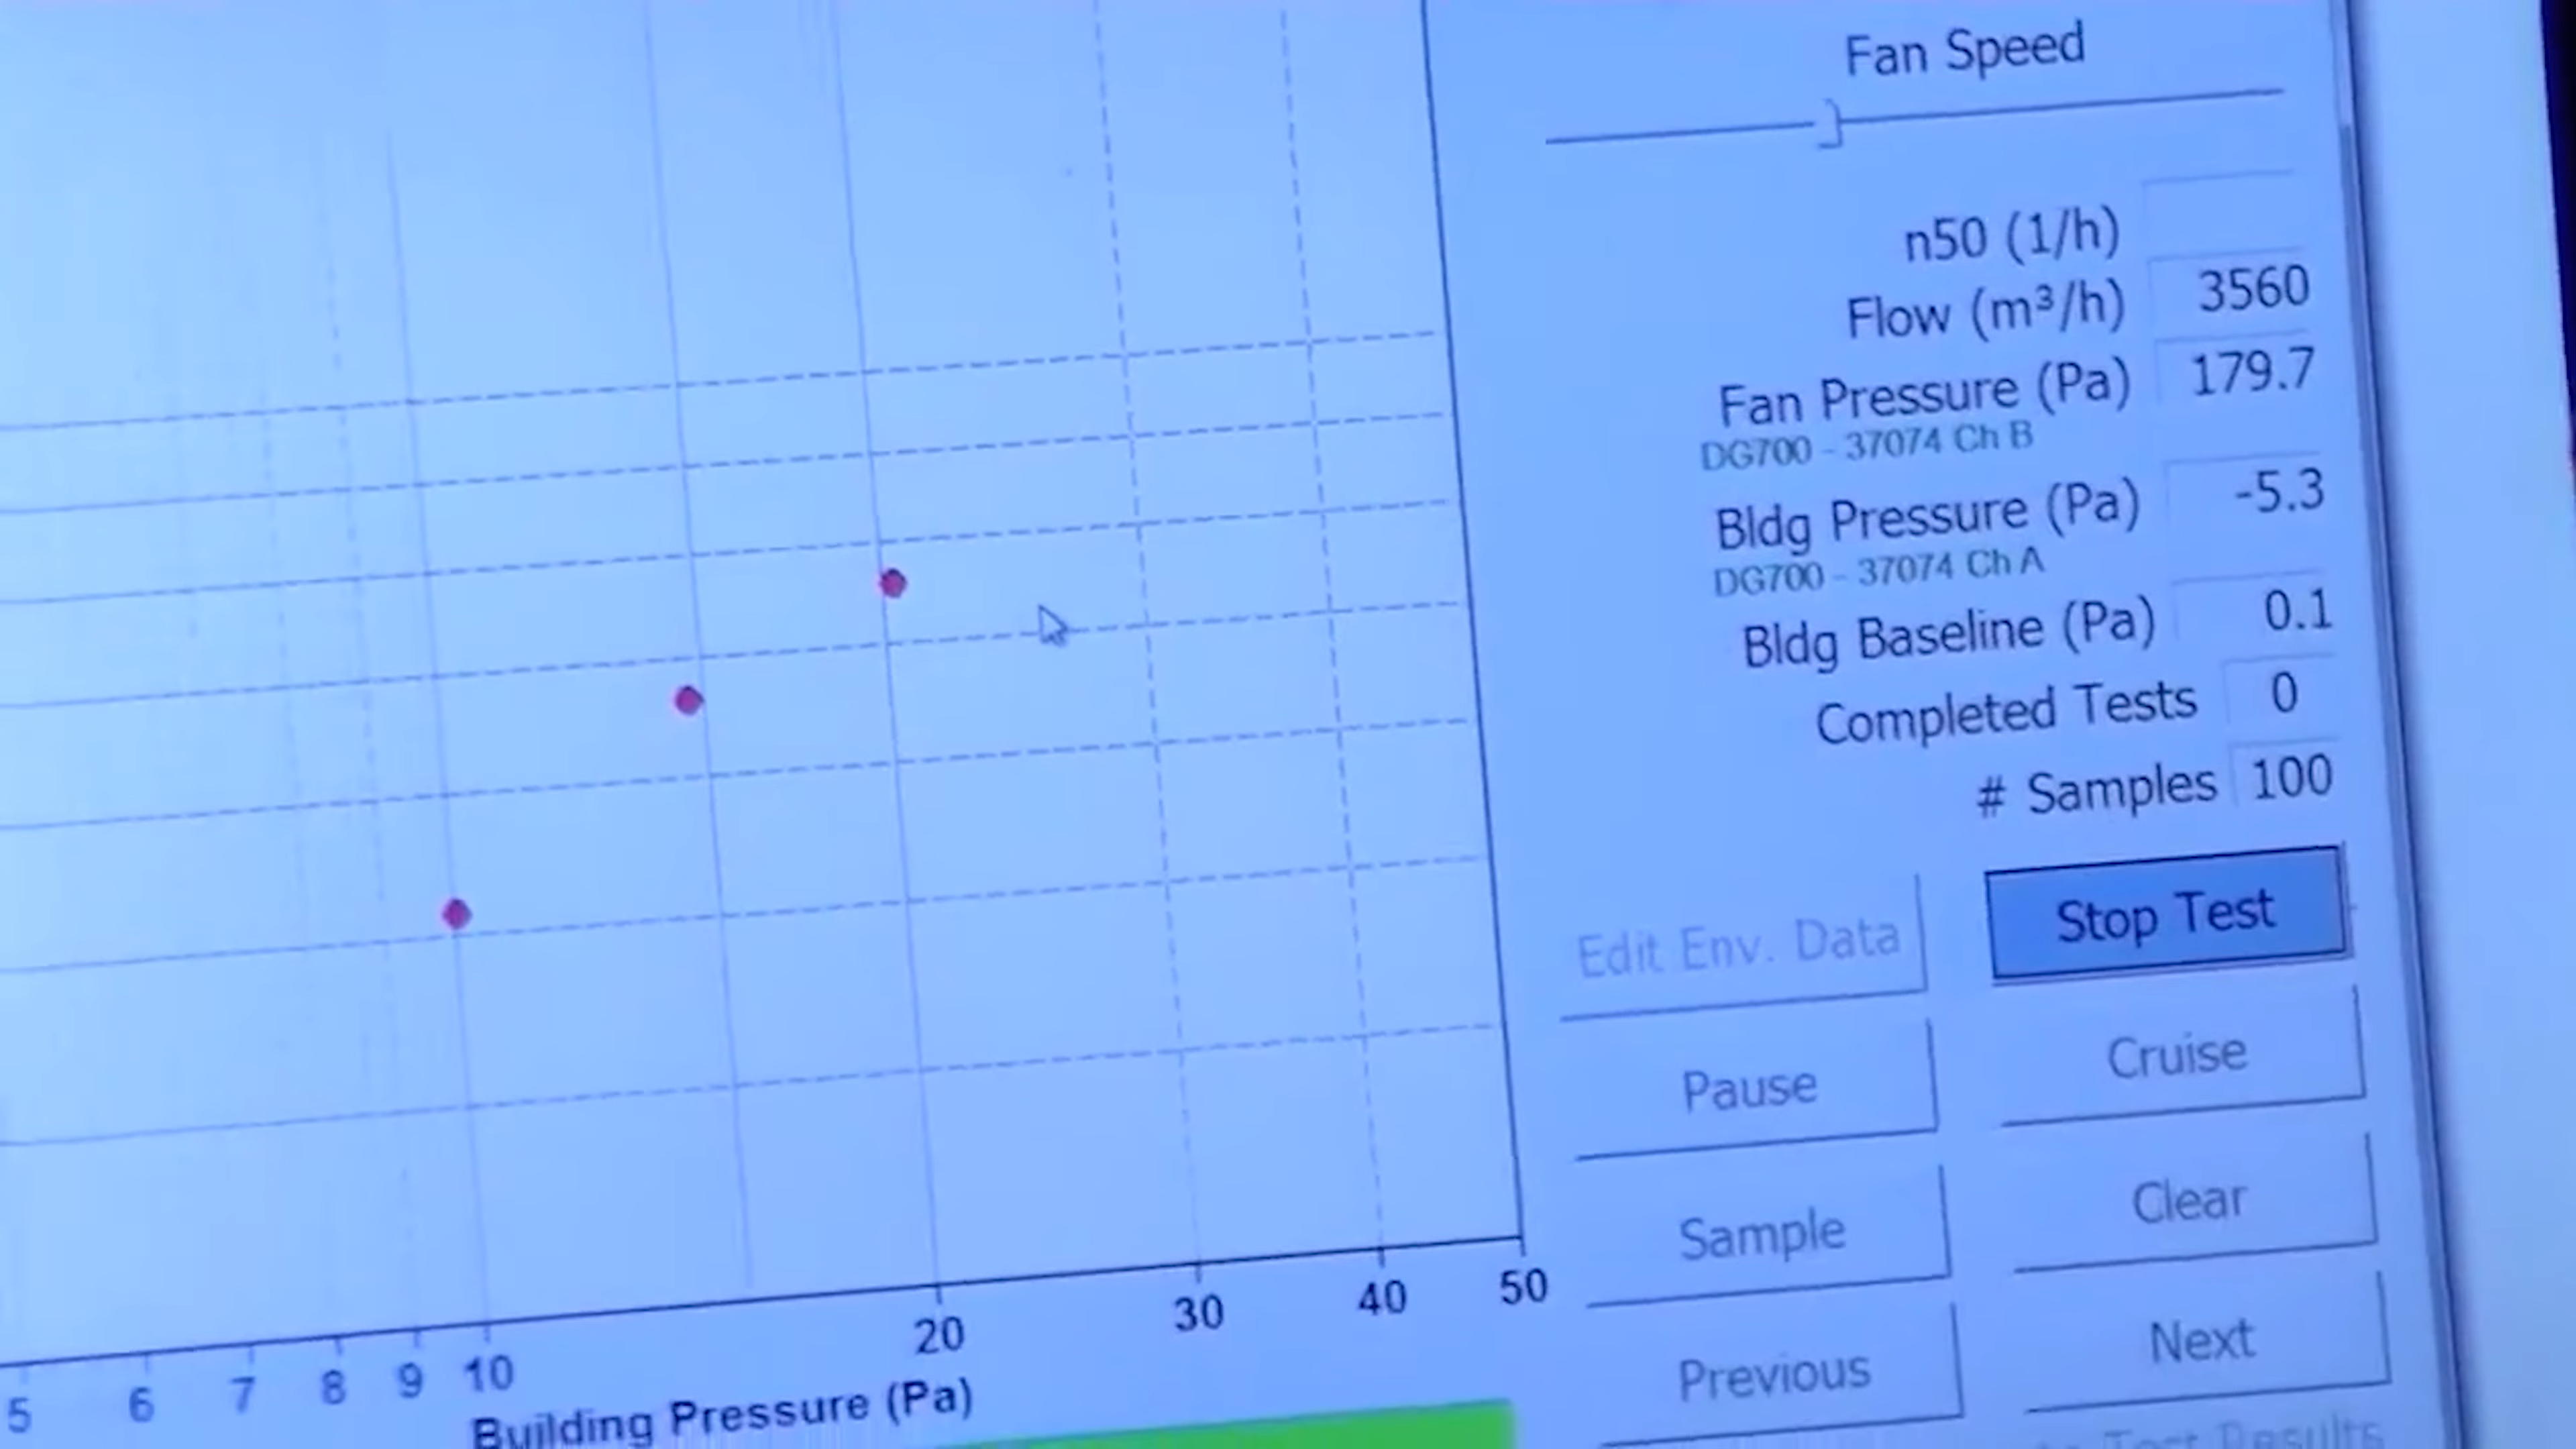 Fan Speed
n50 (1/h)
Flow (m³/h) 3560
Fan Pressure (Pa) 179.7
DG700 - 37074 Ch B
Bldg Pressure (Pa) -5.3
DG700 - 37074 Ch A
Bldg Baseline (Pa) 0.1
Completed Tests 0
# Samples 100
Edit Env. Data Stop Test
Pause Cruise
Sample Clear
Previous Next
Test Results
5 6 7 8 9 10 20 30 40 50
Building Pressure (Pa)